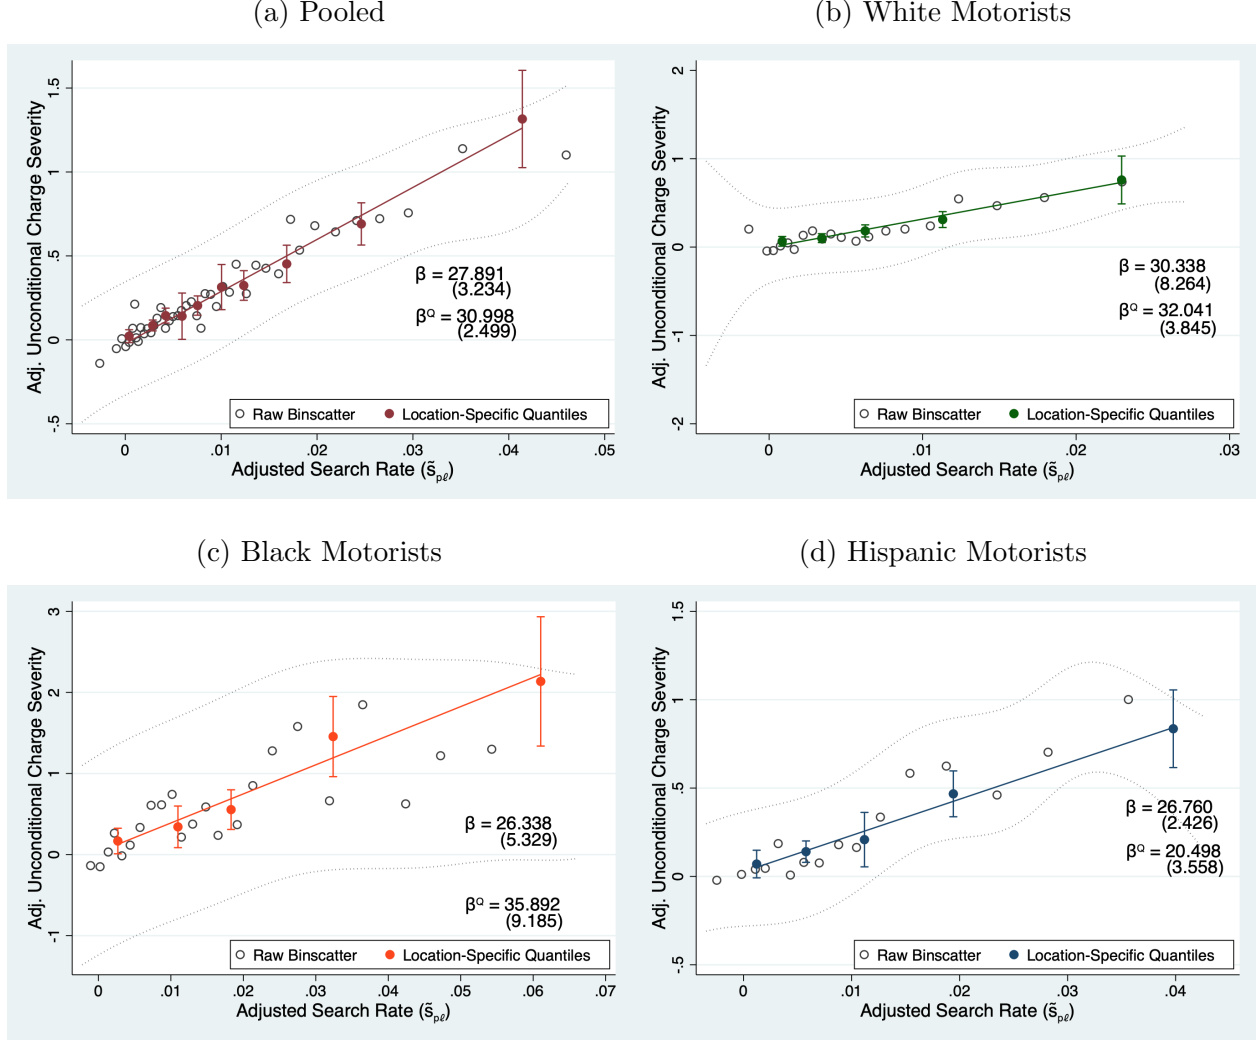 (a) Pooled
Adj. Unconditional Charge Severity
1.5
1
.5
0
-.5
β = 27.891
(3.234)
βQ = 30.998
(2.499)
Raw Binscatter
Location-Specific Quantiles
0 .01 .02 .03 .04 .05
Adjusted Search Rate (s̃pℓ)
(b) White Motorists
Adj. Unconditional Charge Severity
2
1
0
-1
-2
β = 30.338
(8.264)
βQ = 32.041
(3.845)
Raw Binscatter
Location-Specific Quantiles
0 .01 .02 .03
Adjusted Search Rate (s̃pℓ)
(c) Black Motorists
Adj. Unconditional Charge Severity
3
2
1
0
-1
β = 26.338
(5.329)
βQ = 35.892
(9.185)
Raw Binscatter
Location-Specific Quantiles
0 .01 .02 .03 .04 .05 .06 .07
Adjusted Search Rate (s̃pℓ)
(d) Hispanic Motorists
Adj. Unconditional Charge Severity
1.5
1
.5
0
-.5
β = 26.760
(2.426)
βQ = 20.498
(3.558)
Raw Binscatter
Location-Specific Quantiles
0 .01 .02 .03 .04
Adjusted Search Rate (s̃pℓ)